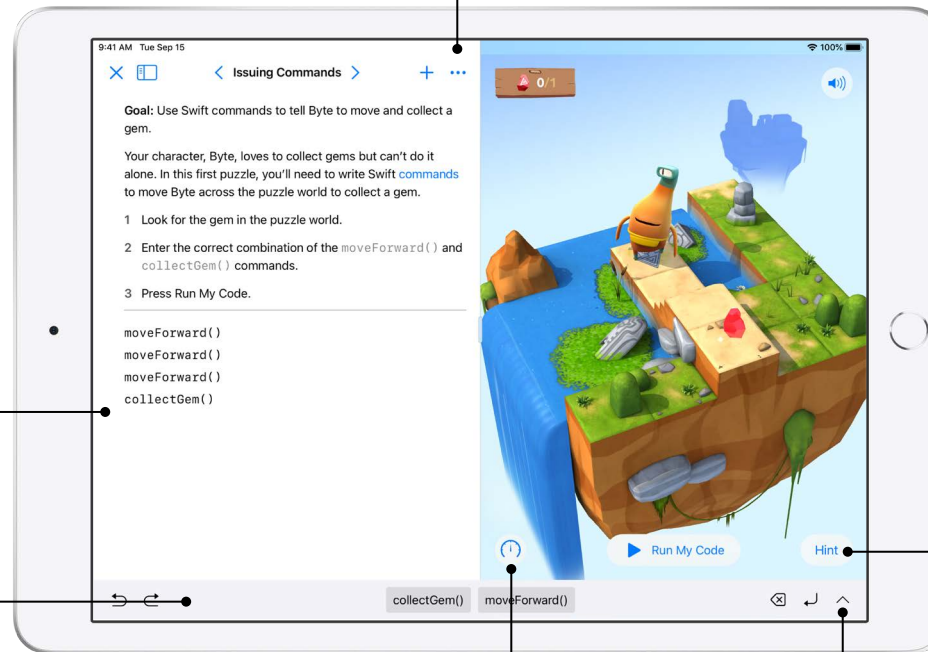 9:41 AM Tue Sep 15
100%
Issuing Commands
0/1
Goal: Use Swift commands to tell Byte to move and collect a
gem.
Your character, Byte, loves to collect gems but can't do it
alone. In this first puzzle, you'll need to write Swift commands
to move Byte across the puzzle world to collect a gem.
1 Look for the gem in the puzzle world.
2 Enter the correct combination of the moveForward() and
collectGem() commands.
3 Press Run My Code.
moveForward()
moveForward()
moveForward()
collectGem()
Run My Code
Hint
collectGem()
moveForward()